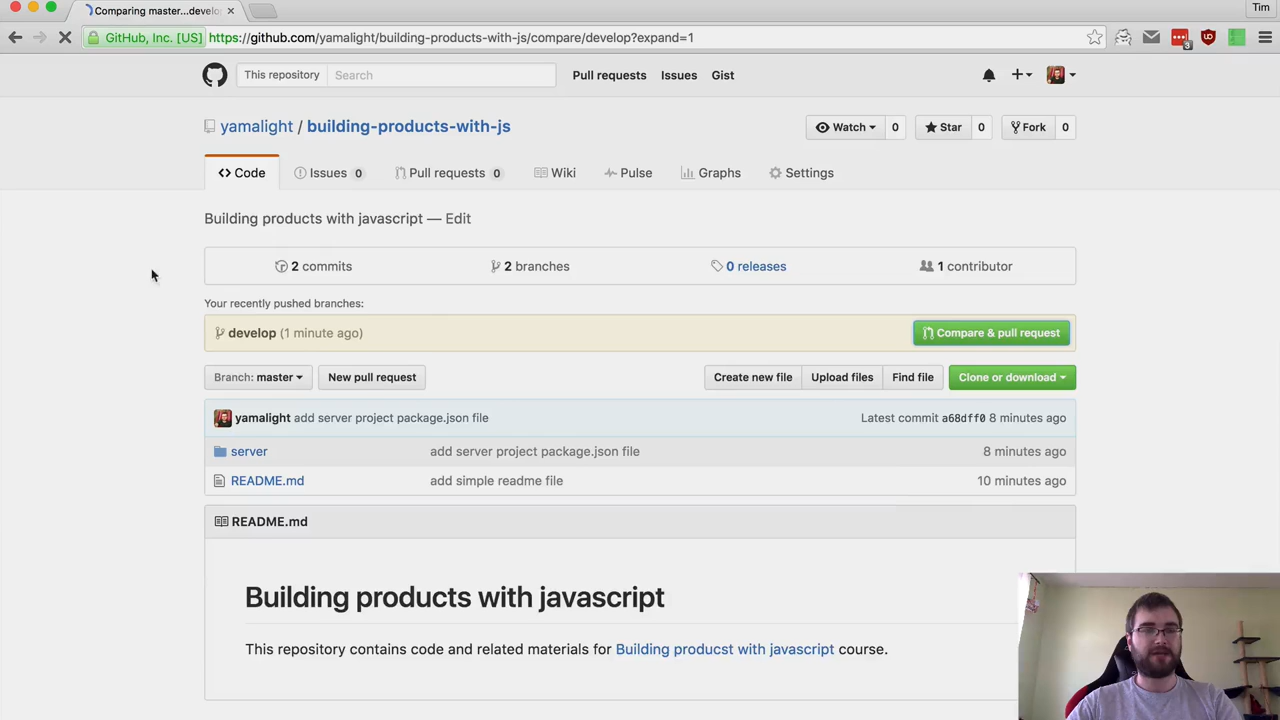 Comparing master...develo
Tim
GitHub, Inc. [US] https://github.com/yamalight/building-products-with-js/compare/develop?expand=1
3
This repository Search Pull requests Issues Gist
yamalight / building-products-with-js Watch 0 Star 0 Fork 0
Code Issues 0 Pull requests 0 Wiki Pulse Graphs Settings
Building products with javascript — Edit
2 commits 2 branches 0 releases 1 contributor
Your recently pushed branches:
develop (1 minute ago) Compare & pull request
Branch: master New pull request Create new file Upload files Find file Clone or download
yamalight add server project package.json file Latest commit a68dff0 8 minutes ago
server add server project package.json file 8 minutes ago
README.md add simple readme file 10 minutes ago
README.md
Building products with javascript
This repository contains code and related materials for Building producst with javascript course.